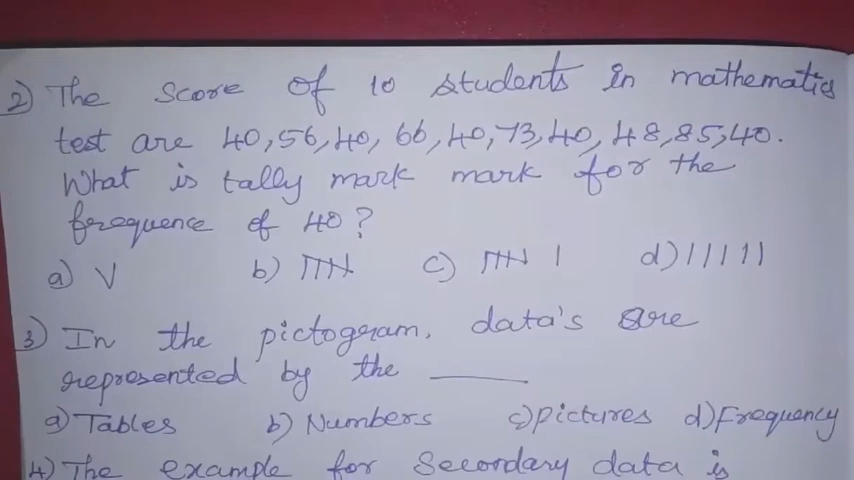 2) The Score of 10 students in mathematics
test are 40,56,40, 66,40,73,40, 48,85,40.
What is tally mark mark for the
frequence of 40?
a) V b) 𝍸 c) 𝍸 | d) |||||
3) In the pictogram, data's are
represented by the ______
a) Tables b) Numbers c) pictures d) Frequency
4) The example for Secondary data is